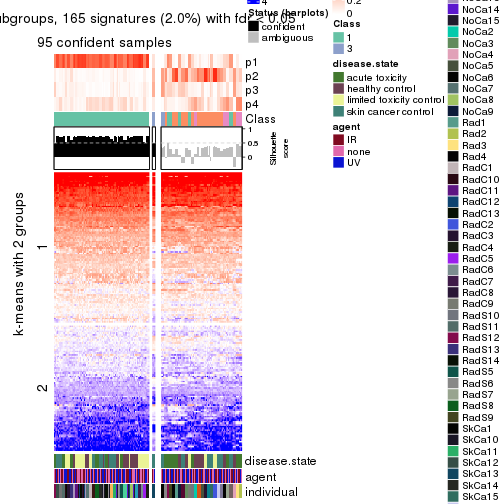 ubgroups, 165 signatures (2.0%) with fdr < 0.05
95 confident samples
p1
p2
p3
p4
Class
1
0.5
0
Silhouette
score
k-means with 2 groups
1
2
disease.state
agent
individual
4
Status (barplots)
confident
ambiguous
0.2
0
Class
1
3
disease.state
acute toxicity
healthy control
limited toxicity control
skin cancer control
agent
IR
none
UV
NoCa14
NoCa15
NoCa2
NoCa3
NoCa4
NoCa5
NoCa6
NoCa7
NoCa8
NoCa9
Rad1
Rad2
Rad3
Rad4
RadC1
RadC10
RadC11
RadC12
RadC13
RadC2
RadC3
RadC4
RadC5
RadC6
RadC7
RadC8
RadC9
RadS10
RadS11
RadS12
RadS13
RadS14
RadS5
RadS6
RadS7
RadS8
RadS9
SkCa1
SkCa10
SkCa11
SkCa12
SkCa13
SkCa14
SkCa15